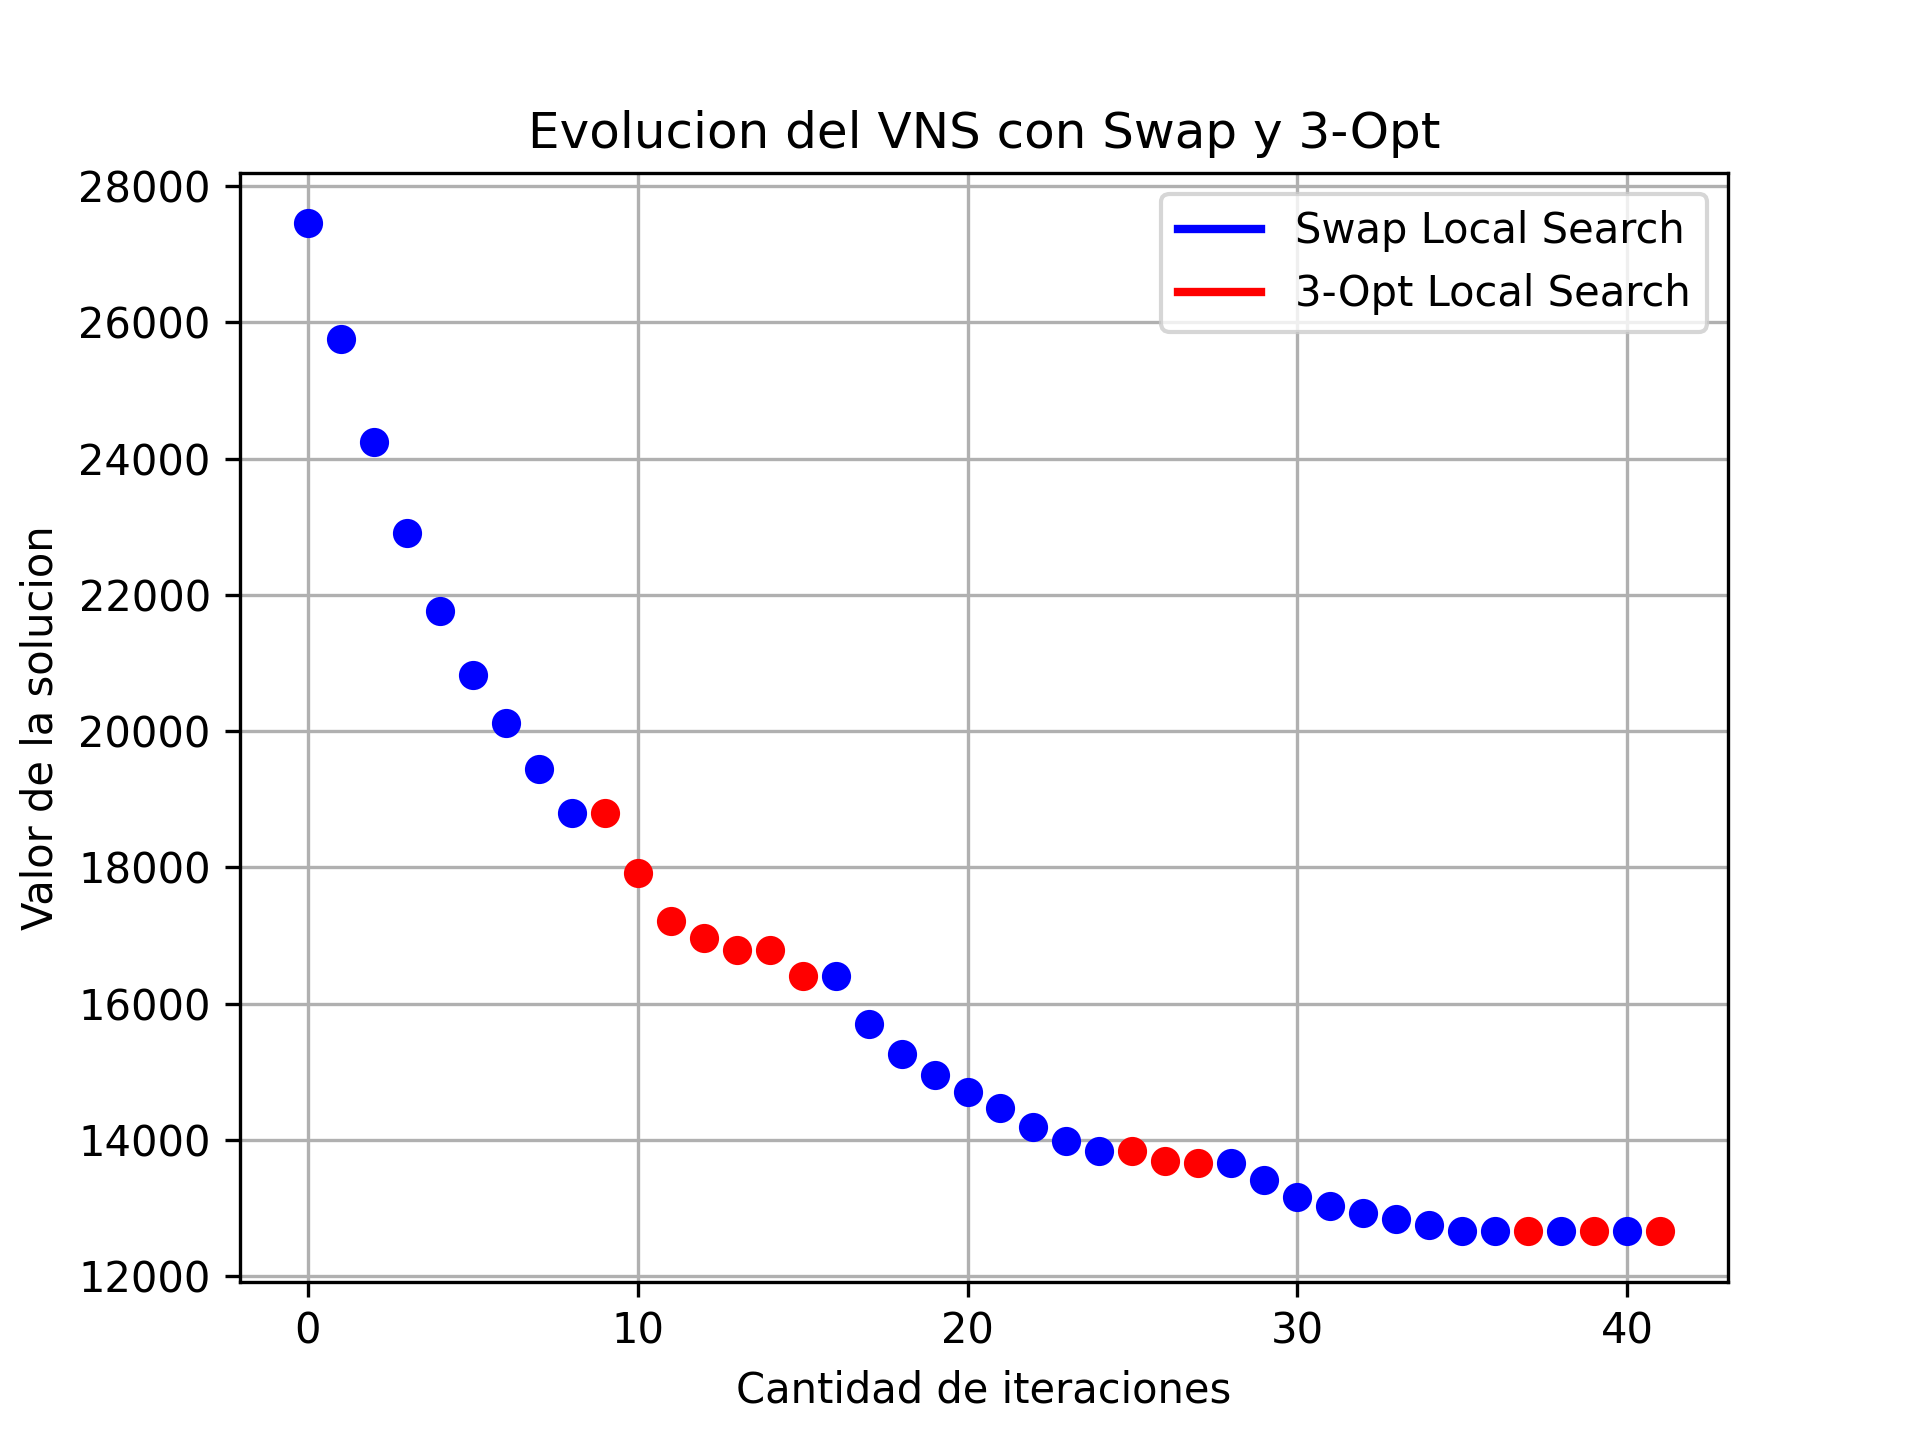 Evolucion del VNS con Swap y 3-Opt
28000
26000
24000
22000
20000
18000
16000
14000
12000
Valor de la solucion
Swap Local Search
3-Opt Local Search
0 10 20 30 40
Cantidad de iteraciones